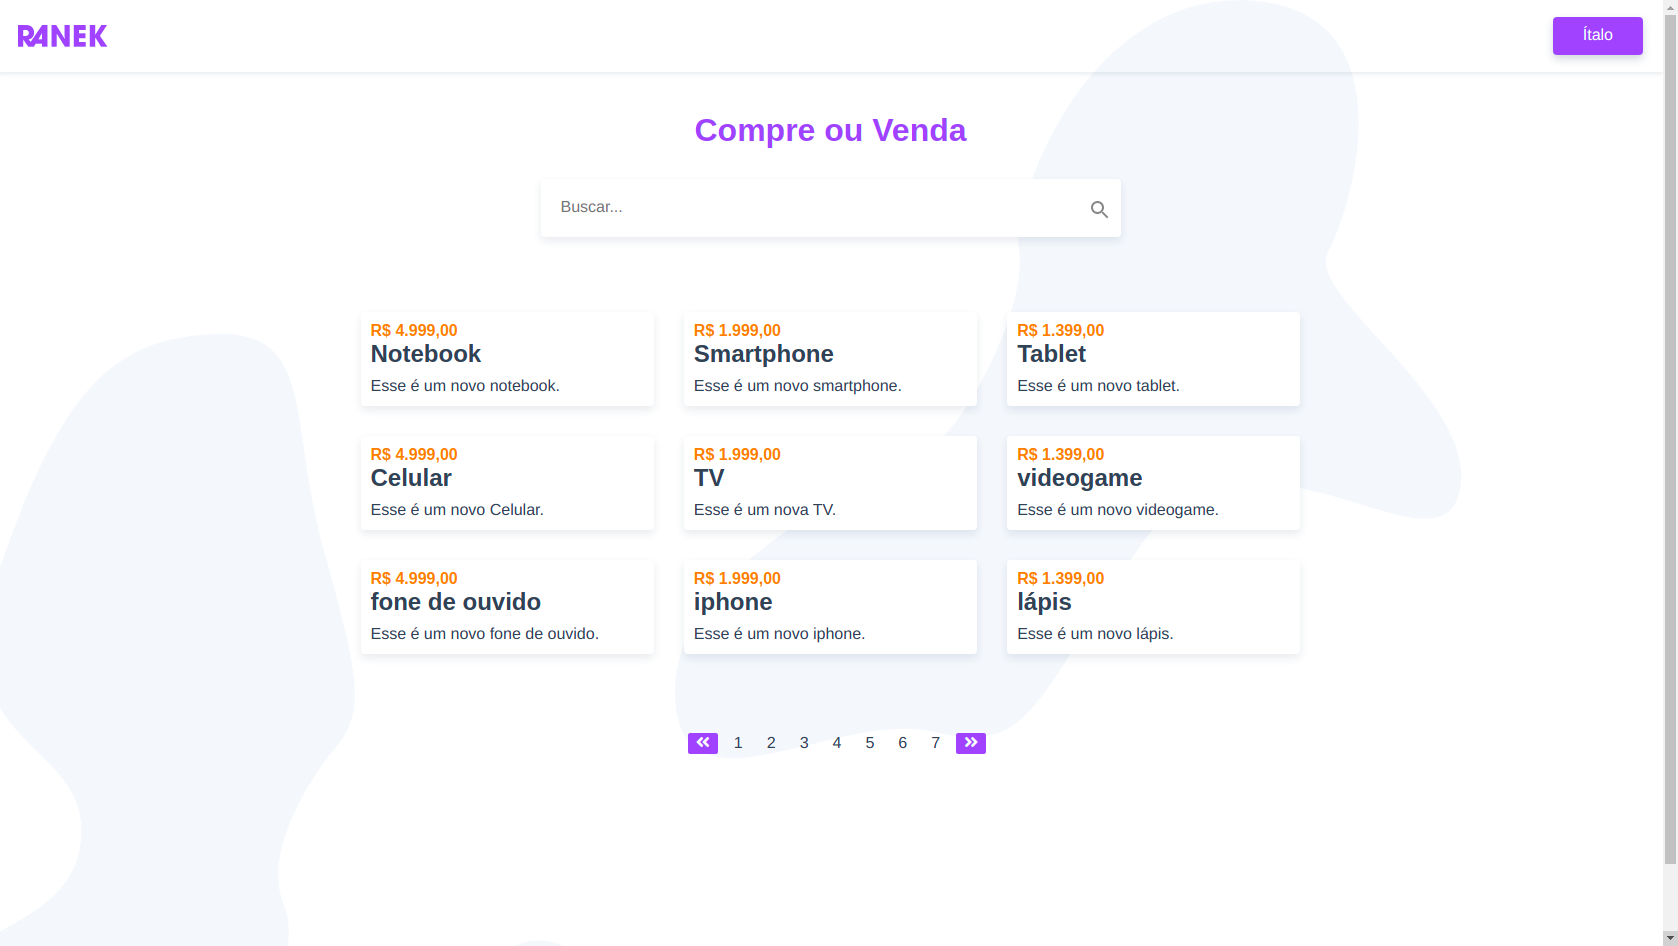 RANEK
Ítalo
Compre ou Venda
Buscar...
R$ 4.999,00
Notebook
Esse é um novo notebook.
R$ 1.999,00
Smartphone
Esse é um novo smartphone.
R$ 1.399,00
Tablet
Esse é um novo tablet.
R$ 4.999,00
Celular
Esse é um novo Celular.
R$ 1.999,00
TV
Esse é um nova TV.
R$ 1.399,00
videogame
Esse é um novo videogame.
R$ 4.999,00
fone de ouvido
Esse é um novo fone de ouvido.
R$ 1.999,00
iphone
Esse é um novo iphone.
R$ 1.399,00
lápis
Esse é um novo lápis.
1 2 3 4 5 6 7